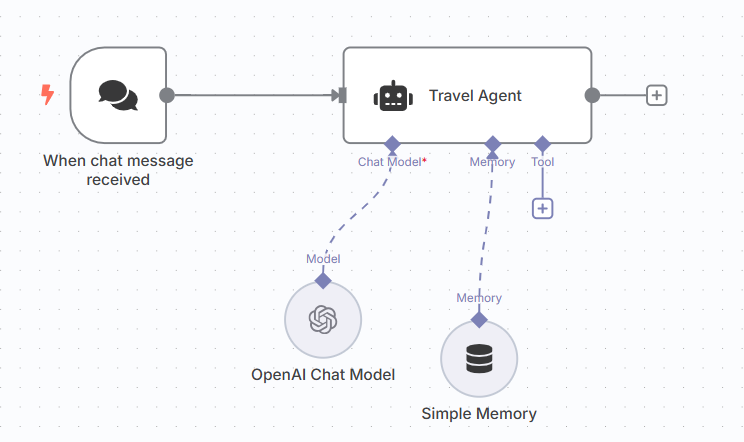 When chat message
received
Travel Agent
Chat Model*
Memory
Tool
Model
OpenAI Chat Model
Memory
Simple Memory